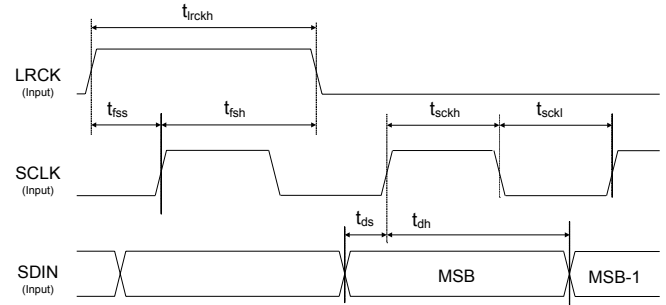 tlrckh
LRCK
(Input)
tfss
tfsh
tsckh
tsckl
SCLK
(Input)
tds
tdh
SDIN
(Input)
MSB
MSB-1